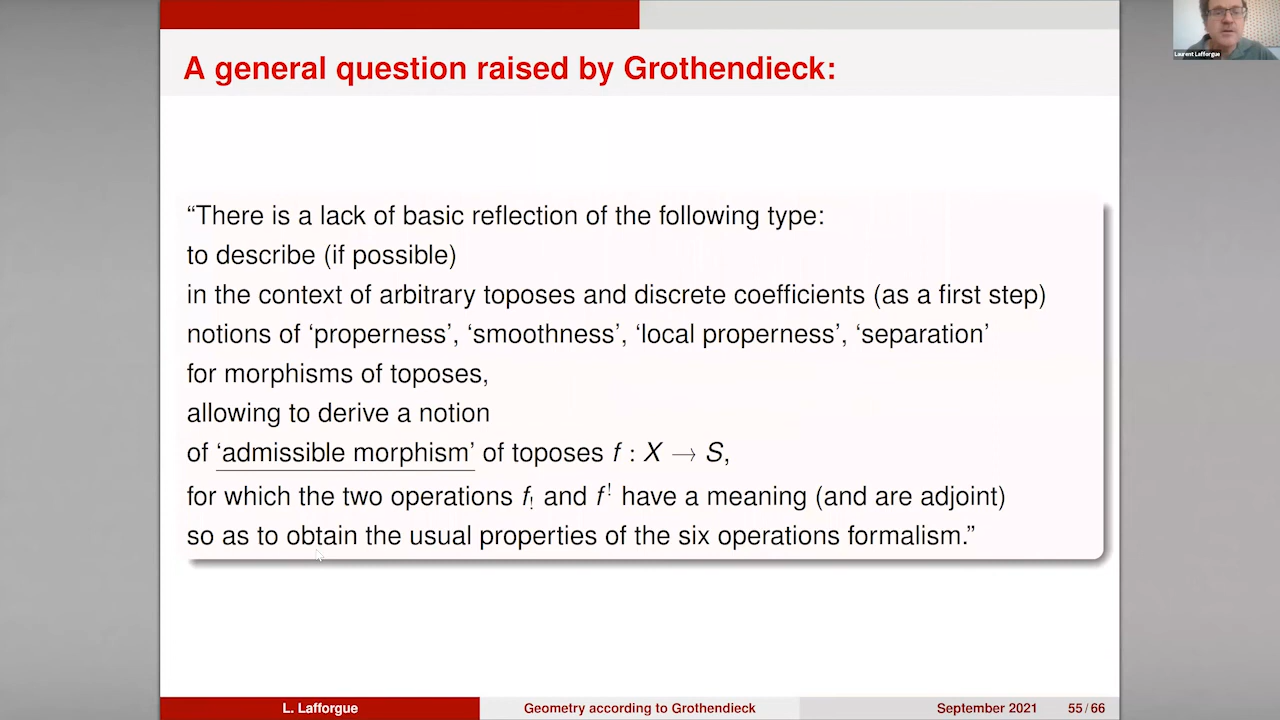 Laurent Lafforgue
A general question raised by Grothendieck:
“There is a lack of basic reflection of the following type:
to describe (if possible)
in the context of arbitrary toposes and discrete coefficients (as a first step)
notions of ‘properness’, ‘smoothness’, ‘local properness’, ‘separation’
for morphisms of toposes,
allowing to derive a notion
of ‘admissible morphism’ of toposes f : X → S,
for which the two operations f_! and f^! have a meaning (and are adjoint)
so as to obtain the usual properties of the six operations formalism.”
L. Lafforgue Geometry according to Grothendieck September 2021 55 / 66